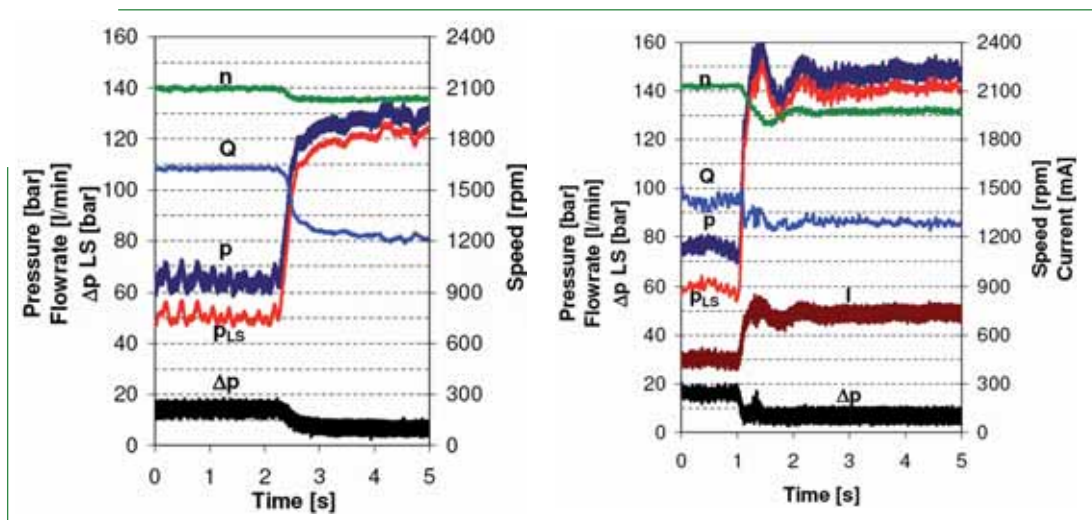 160
140
120
100
80
60
40
20
0
Pressure [bar]
Flowrate [l/min]
Δp LS [bar]
n
Q
p
pLS
Δp
2400
2100
1800
1500
1200
900
600
300
0
Speed [rpm]
0 1 2 3 4 5
Time [s]
160
140
120
100
80
60
40
20
0
Pressure [bar]
Flowrate [l/min]
Δp LS [bar]
n
Q
p
pLS
I
Δp
2400
2100
1800
1500
1200
900
600
300
0
Speed [rpm]
Current [mA]
0 1 2 3 4 5
Time [s]